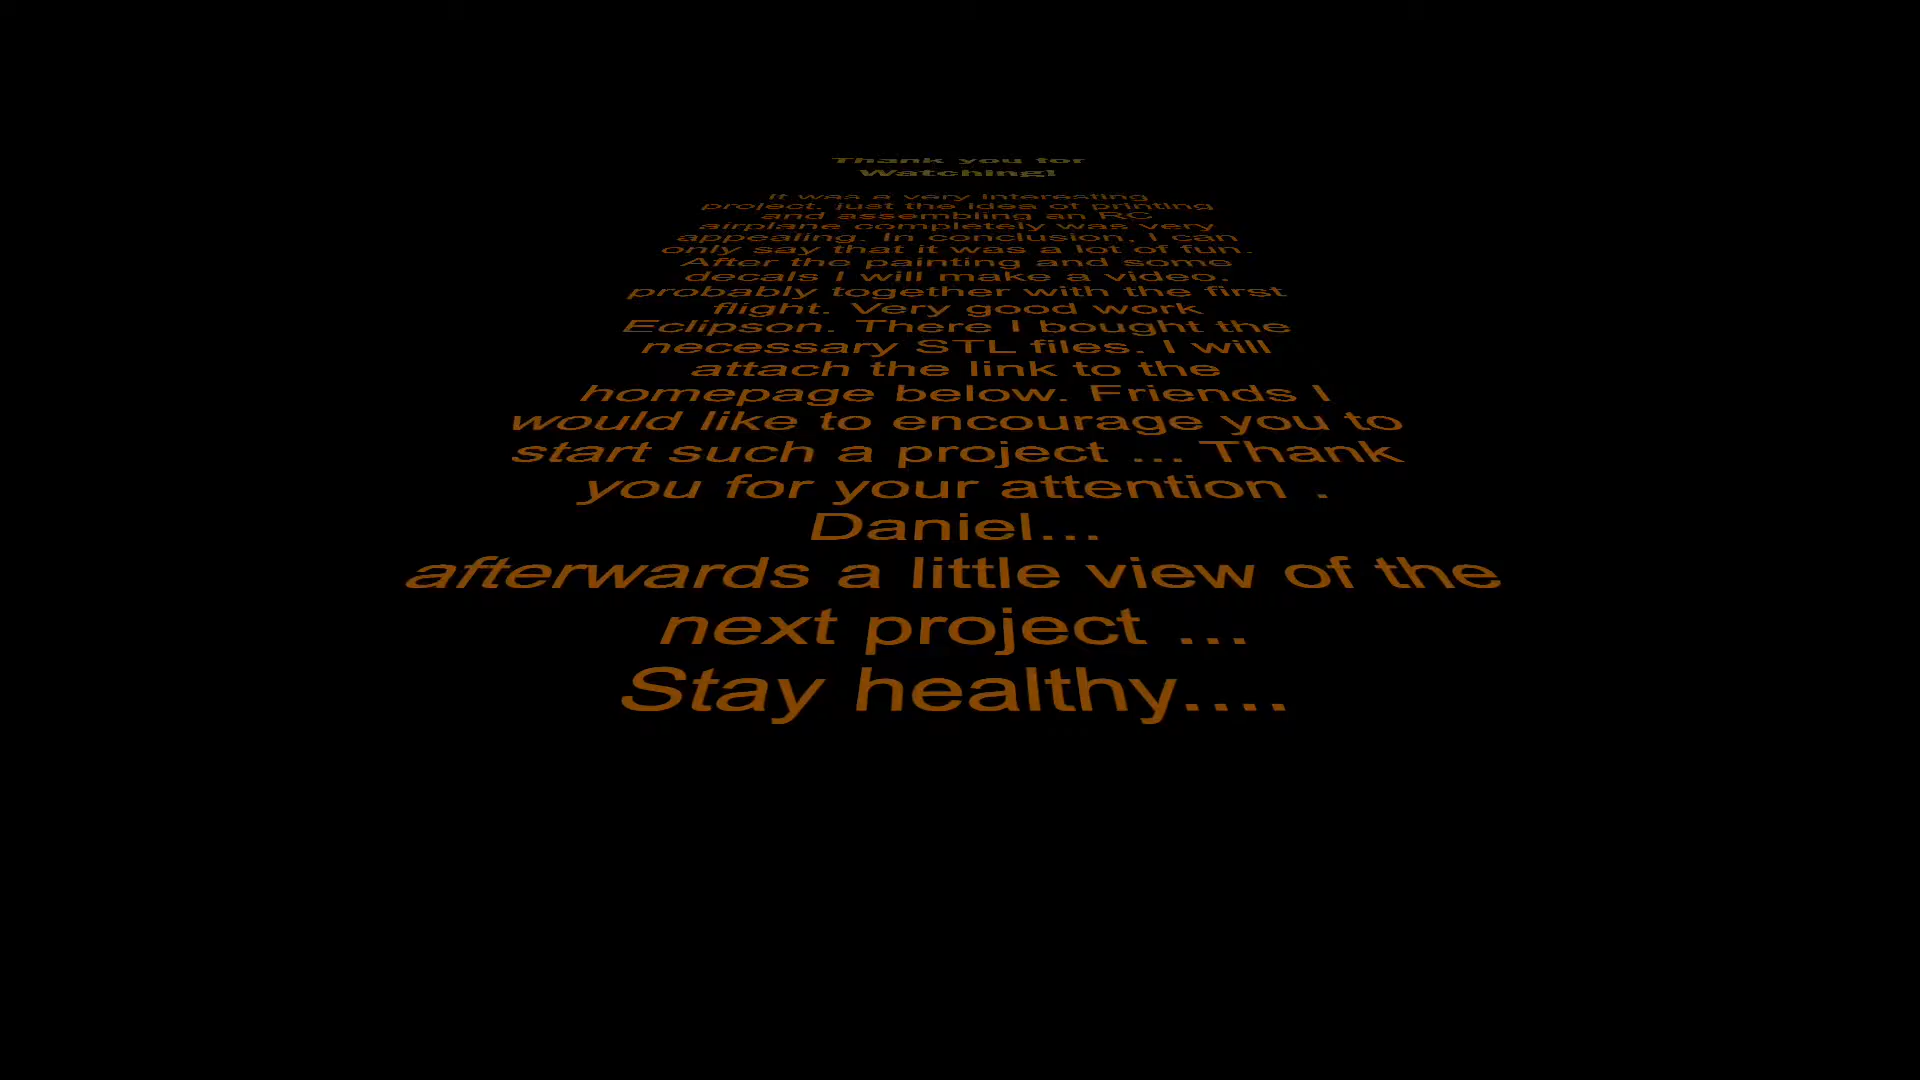 Thank you for
Watching!
It was a very interesting
project. just the idea of printing
and assembling an RC
airplane completely was very
appealing. In conclusion, I can
only say that it was a lot of fun.
After the painting and some
decals I will make a video.
probably together with the first
flight. Very good work
Eclipson. There I bought the
necessary STL files. I will
attach the link to the
homepage below. Friends I
would like to encourage you to
start such a project ... Thank
you for your attention .
Daniel...
afterwards a little view of the
next project ...
Stay healthy....